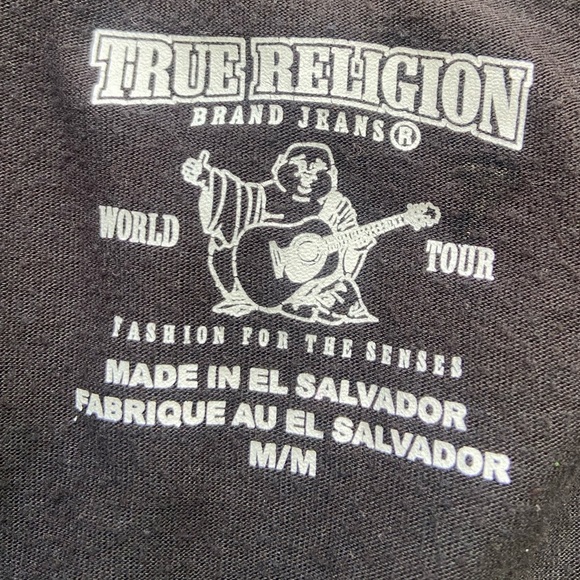 TRUE RELIGION
BRAND JEANS®
WORLD TOUR
FASHION FOR THE SENSES
MADE IN EL SALVADOR
FABRIQUE AU EL SALVADOR
M/M